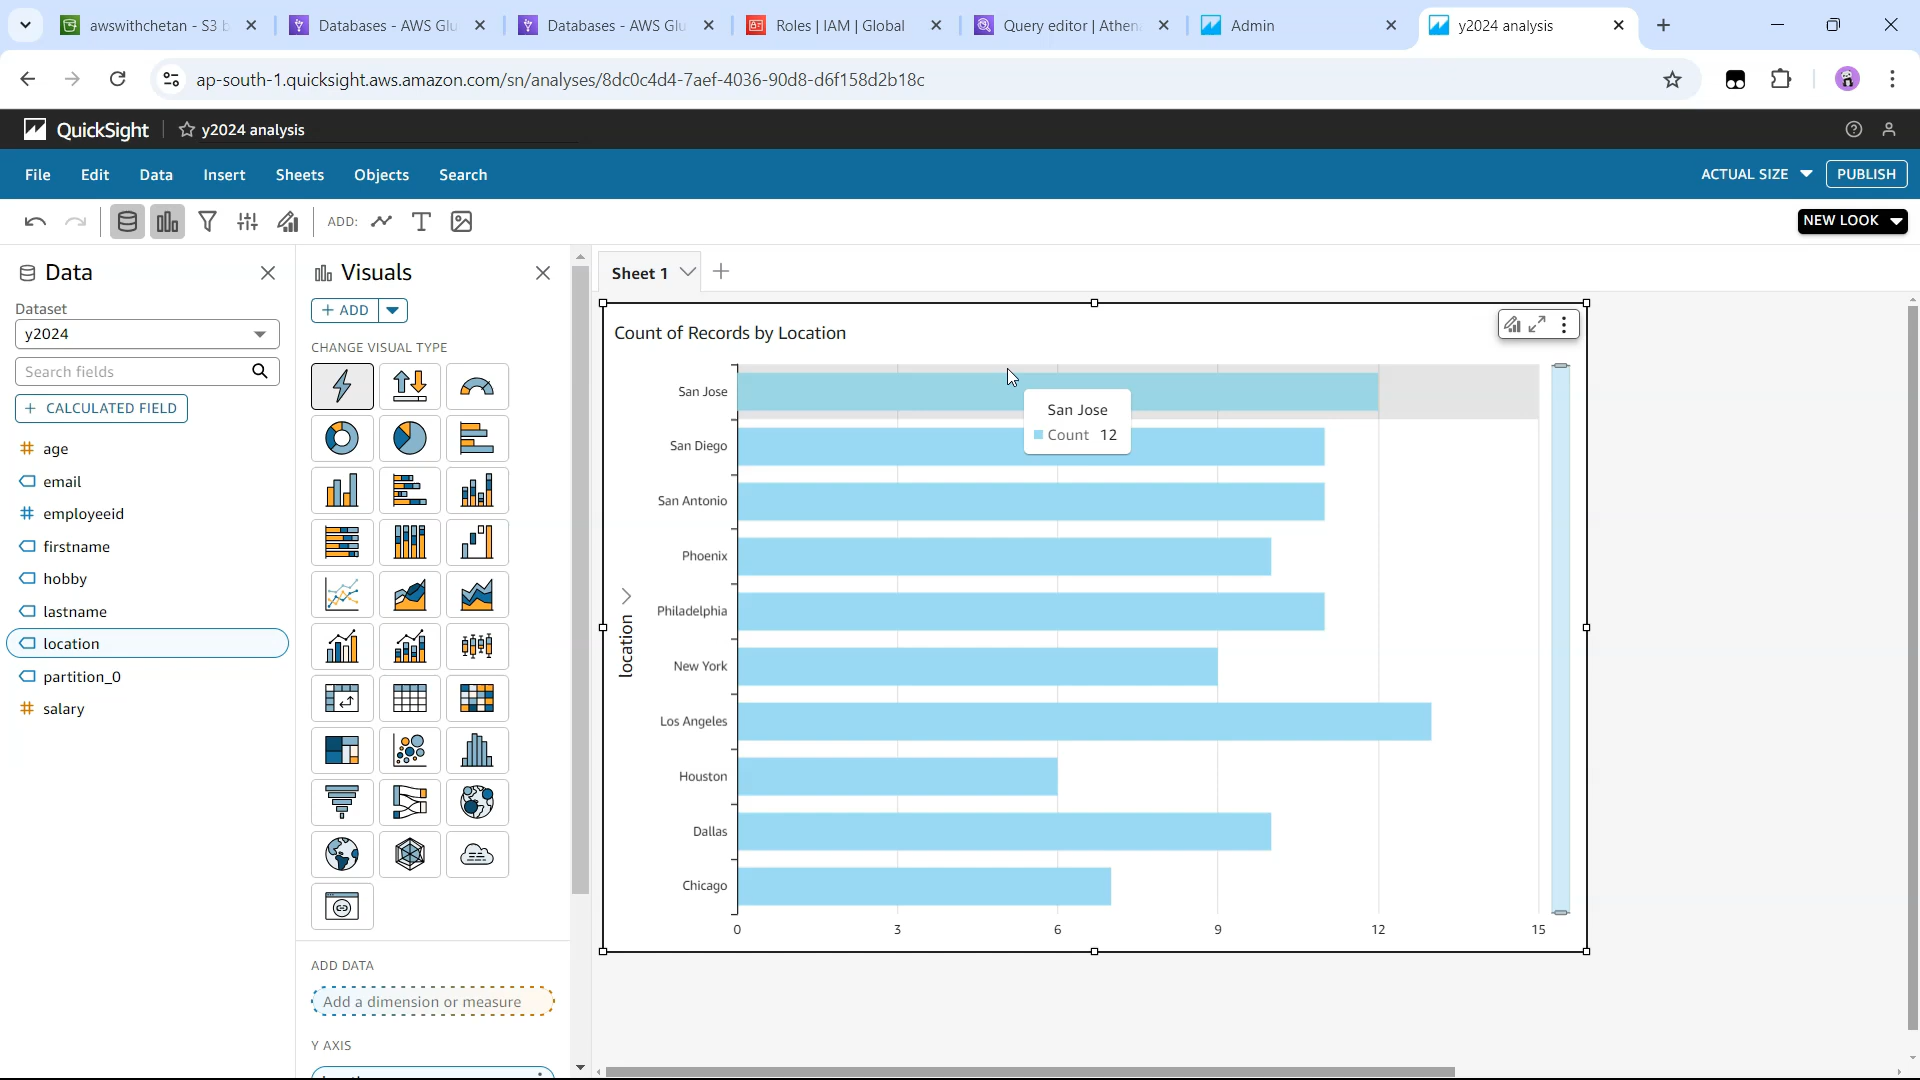 awswithchetan - S3 b
Databases - AWS Glu
Databases - AWS Glu
Roles | IAM | Global
Query editor | Athen
Admin
y2024 analysis
ap-south-1.quicksight.aws.amazon.com/sn/analyses/8dc0c4d4-7aef-4036-90d8-d6f158d2b18c
QuickSight
y2024 analysis
File Edit Data Insert Sheets Objects Search
ACTUAL SIZE
PUBLISH
ADD:
NEW LOOK
Data
Dataset
y2024
Search fields
+ CALCULATED FIELD
age
email
employeeid
firstname
hobby
lastname
location
partition_0
salary
Visuals
+ ADD
CHANGE VISUAL TYPE
ADD DATA
Add a dimension or measure
Y AXIS
Sheet 1
Count of Records by Location
location
San Jose
San Diego
San Antonio
Phoenix
Philadelphia
New York
Los Angeles
Houston
Dallas
Chicago
San Jose
Count 12
0 3 6 9 12 15